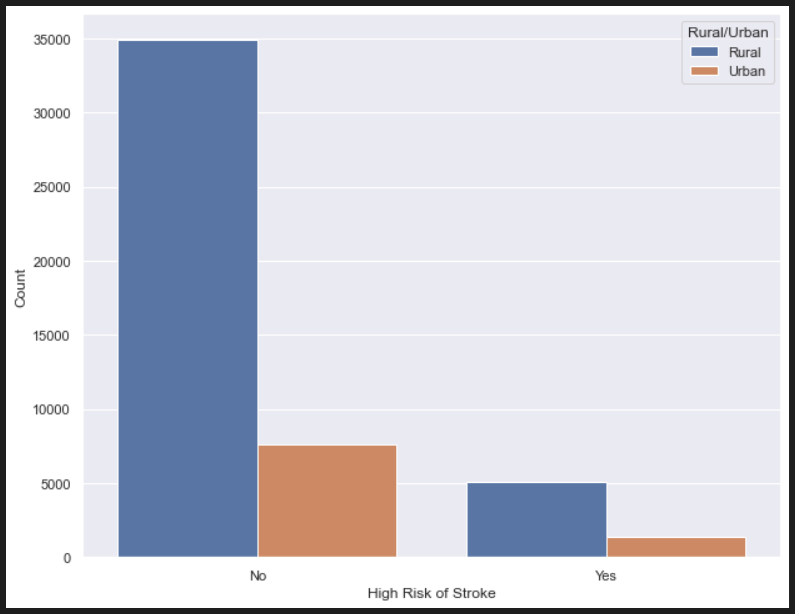 Rural/Urban
Rural
Urban
35000
30000
25000
20000
15000
10000
5000
0
Count
No
Yes
High Risk of Stroke